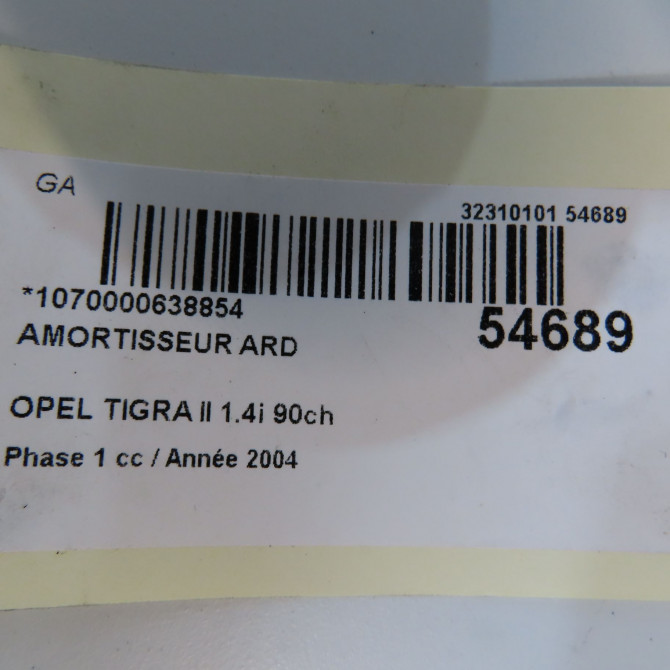 GA
32310101 54689
*1070000638854
54689
AMORTISSEUR ARD
OPEL TIGRA II 1.4i 90ch
Phase 1 cc / Année 2004